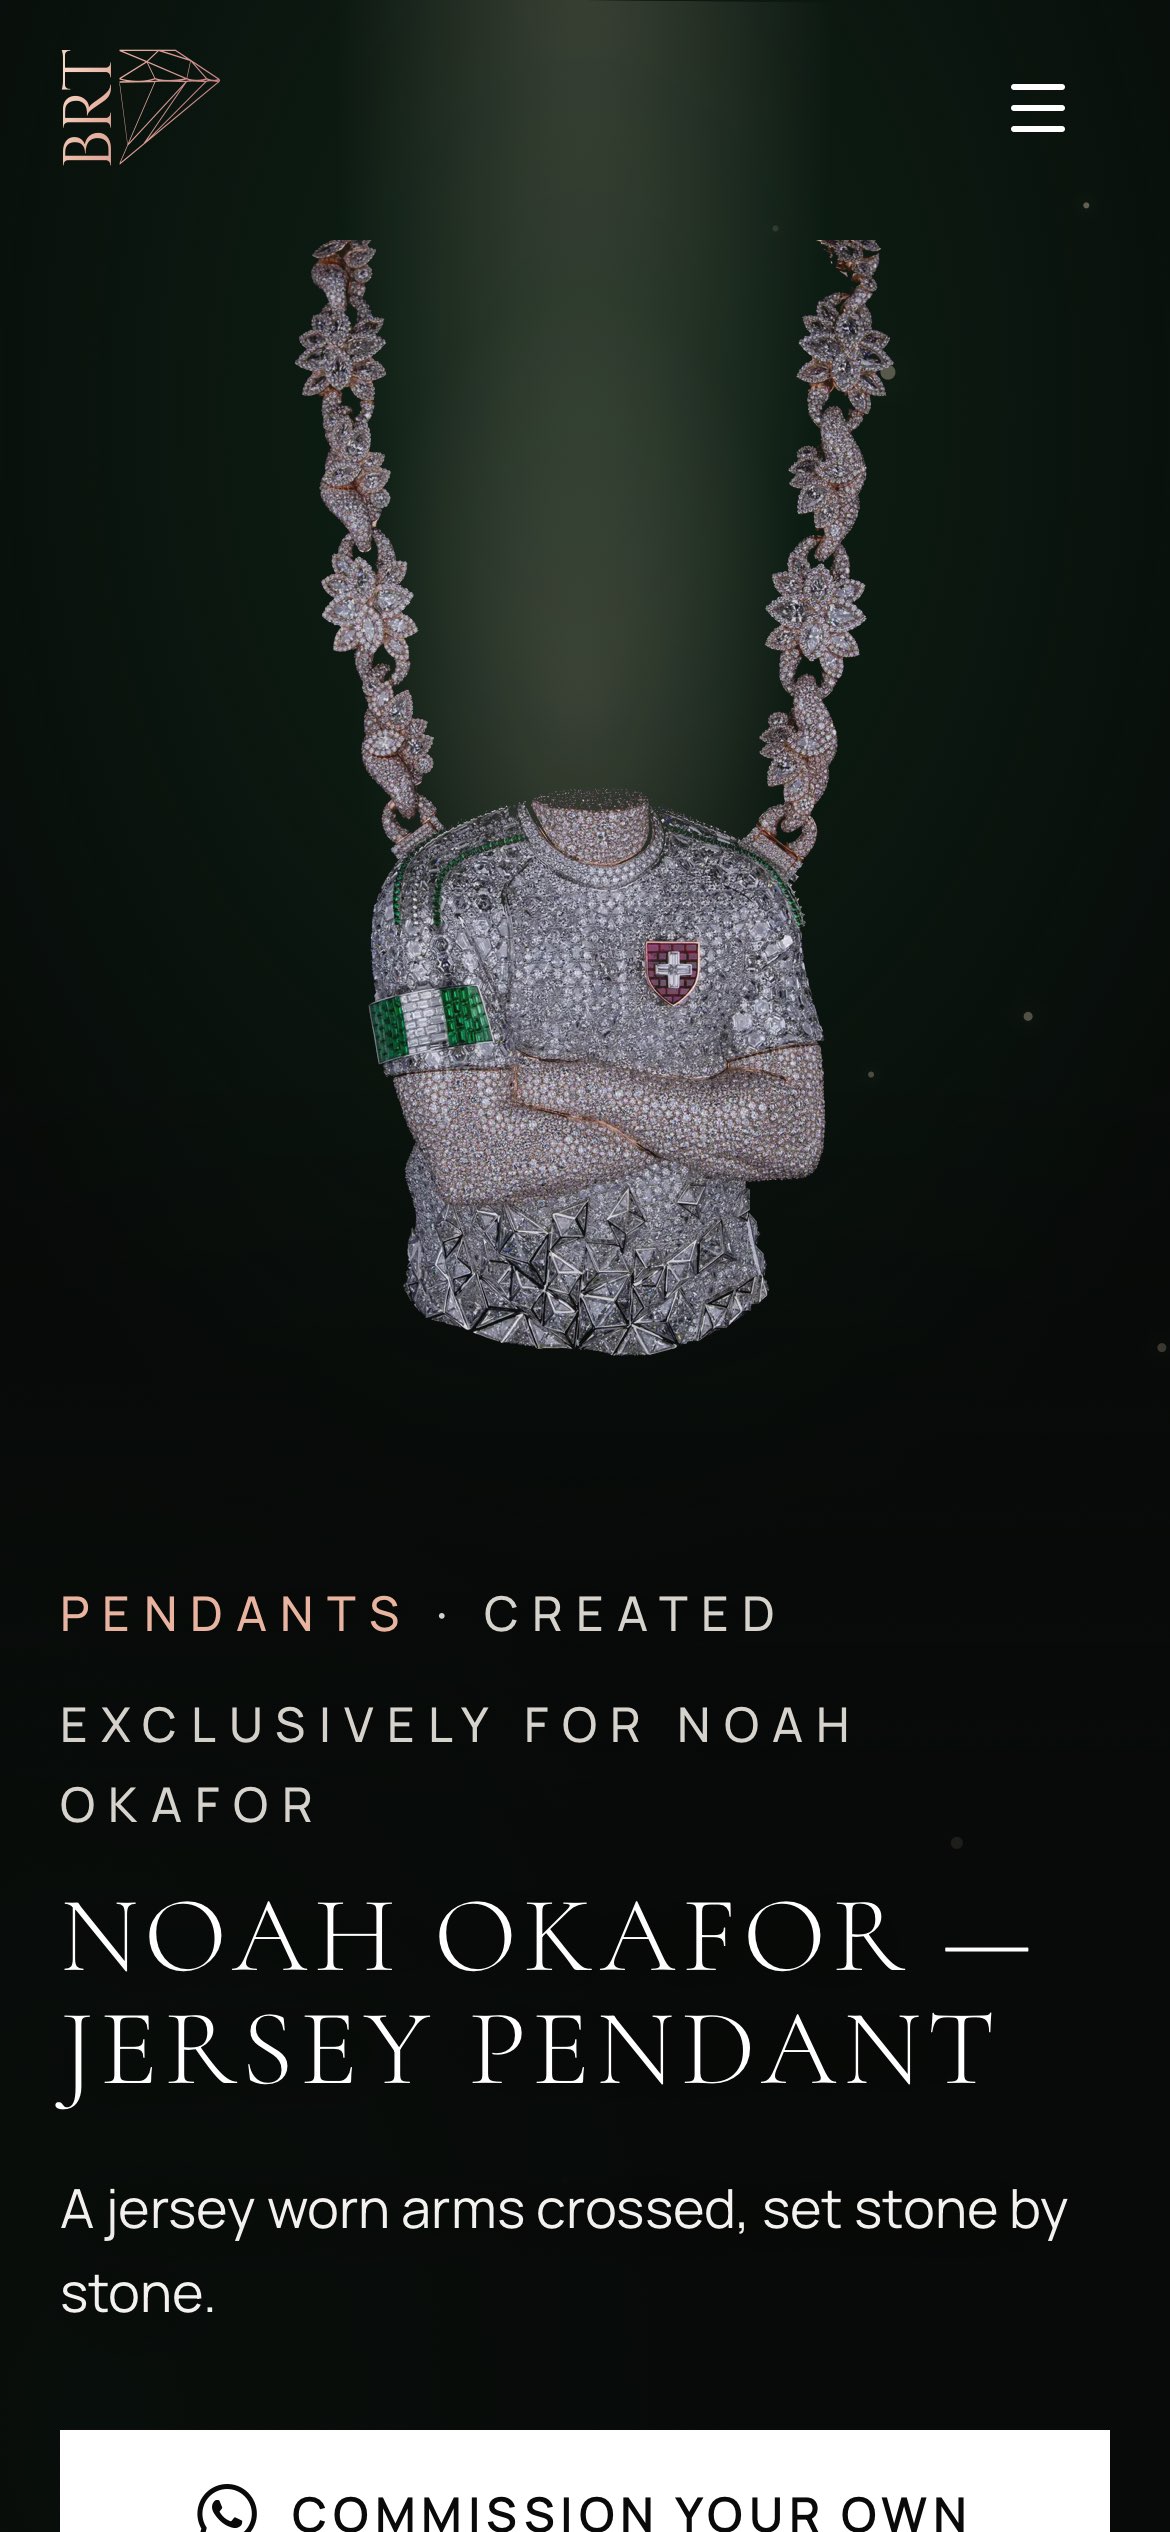 BRT
PENDANTS · CREATED
EXCLUSIVELY FOR NOAH
OKAFOR
NOAH OKAFOR —
JERSEY PENDANT
A jersey worn arms crossed, set stone by
stone.
COMMISSION YOUR OWN